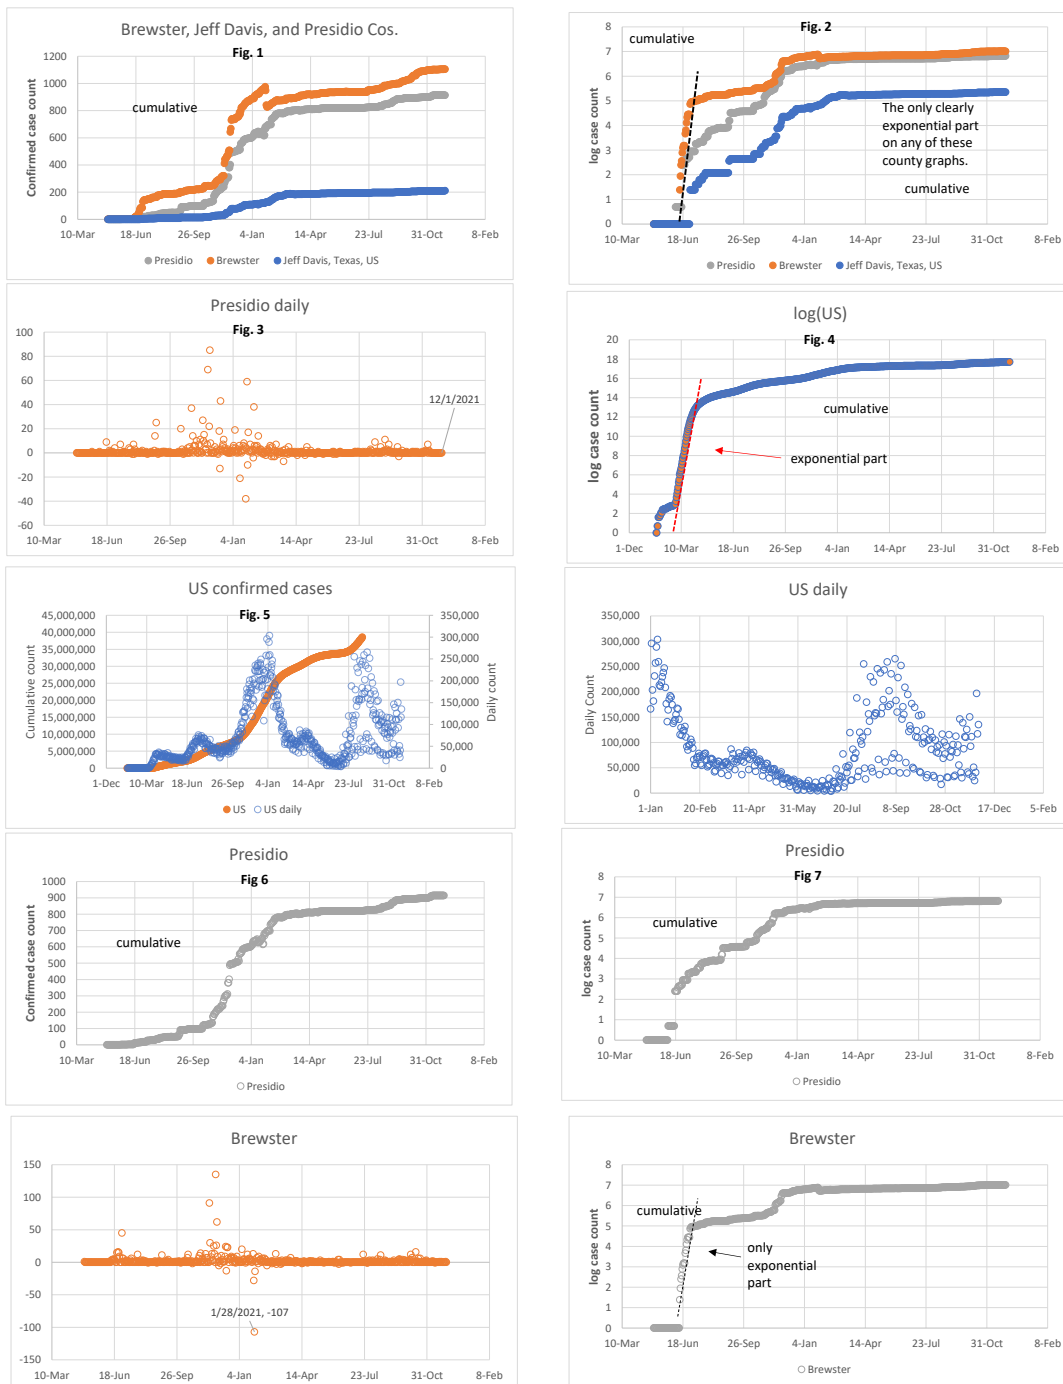 Brewster, Jeff Davis, and Presidio Cos.
Fig. 1
cumulative
Confirmed case count
1200
1000
800
600
400
200
0
10-Mar 18-Jun 26-Sep 4-Jan 14-Apr 23-Jul 31-Oct 8-Feb
Presidio Brewster Jeff Davis, Texas, US
Fig. 2
cumulative
log case count
8
7
6
5
4
3
2
1
0
The only clearly
exponential part
on any of these
county graphs.
cumulative
10-Mar 18-Jun 26-Sep 4-Jan 14-Apr 23-Jul 31-Oct 8-Feb
Presidio Brewster Jeff Davis, Texas, US
Presidio daily
Fig. 3
100
80
60
40
20
0
-20
-40
-60
12/1/2021
10-Mar 18-Jun 26-Sep 4-Jan 14-Apr 23-Jul 31-Oct 8-Feb
log(US)
Fig. 4
log case count
20
18
16
14
12
10
8
6
4
2
0
cumulative
exponential part
1-Dec 10-Mar 18-Jun 26-Sep 4-Jan 14-Apr 23-Jul 31-Oct 8-Feb
US confirmed cases
Fig. 5
Cumulative count
45,000,000
40,000,000
35,000,000
30,000,000
25,000,000
20,000,000
15,000,000
10,000,000
5,000,000
0
350,000
300,000
250,000
200,000
150,000
100,000
50,000
0
Daily count
1-Dec 10-Mar 18-Jun 26-Sep 4-Jan 14-Apr 23-Jul 31-Oct 8-Feb
US US daily
US daily
Daily Count
350,000
300,000
250,000
200,000
150,000
100,000
50,000
0
1-Jan 20-Feb 11-Apr 31-May 20-Jul 8-Sep 28-Oct 17-Dec 5-Feb
Presidio
Fig 6
cumulative
Confirmed case count
1000
900
800
700
600
500
400
300
200
100
0
10-Mar 18-Jun 26-Sep 4-Jan 14-Apr 23-Jul 31-Oct 8-Feb
Presidio
Presidio
Fig 7
cumulative
log case count
8
7
6
5
4
3
2
1
0
10-Mar 18-Jun 26-Sep 4-Jan 14-Apr 23-Jul 31-Oct 8-Feb
Presidio
Brewster
150
100
50
0
-50
-100
-150
1/28/2021, -107
10-Mar 18-Jun 26-Sep 4-Jan 14-Apr 23-Jul 31-Oct 8-Feb
Brewster
cumulative
log case count
8
7
6
5
4
3
2
1
0
only
exponential
part
10-Mar 18-Jun 26-Sep 4-Jan 14-Apr 23-Jul 31-Oct 8-Feb
Brewster